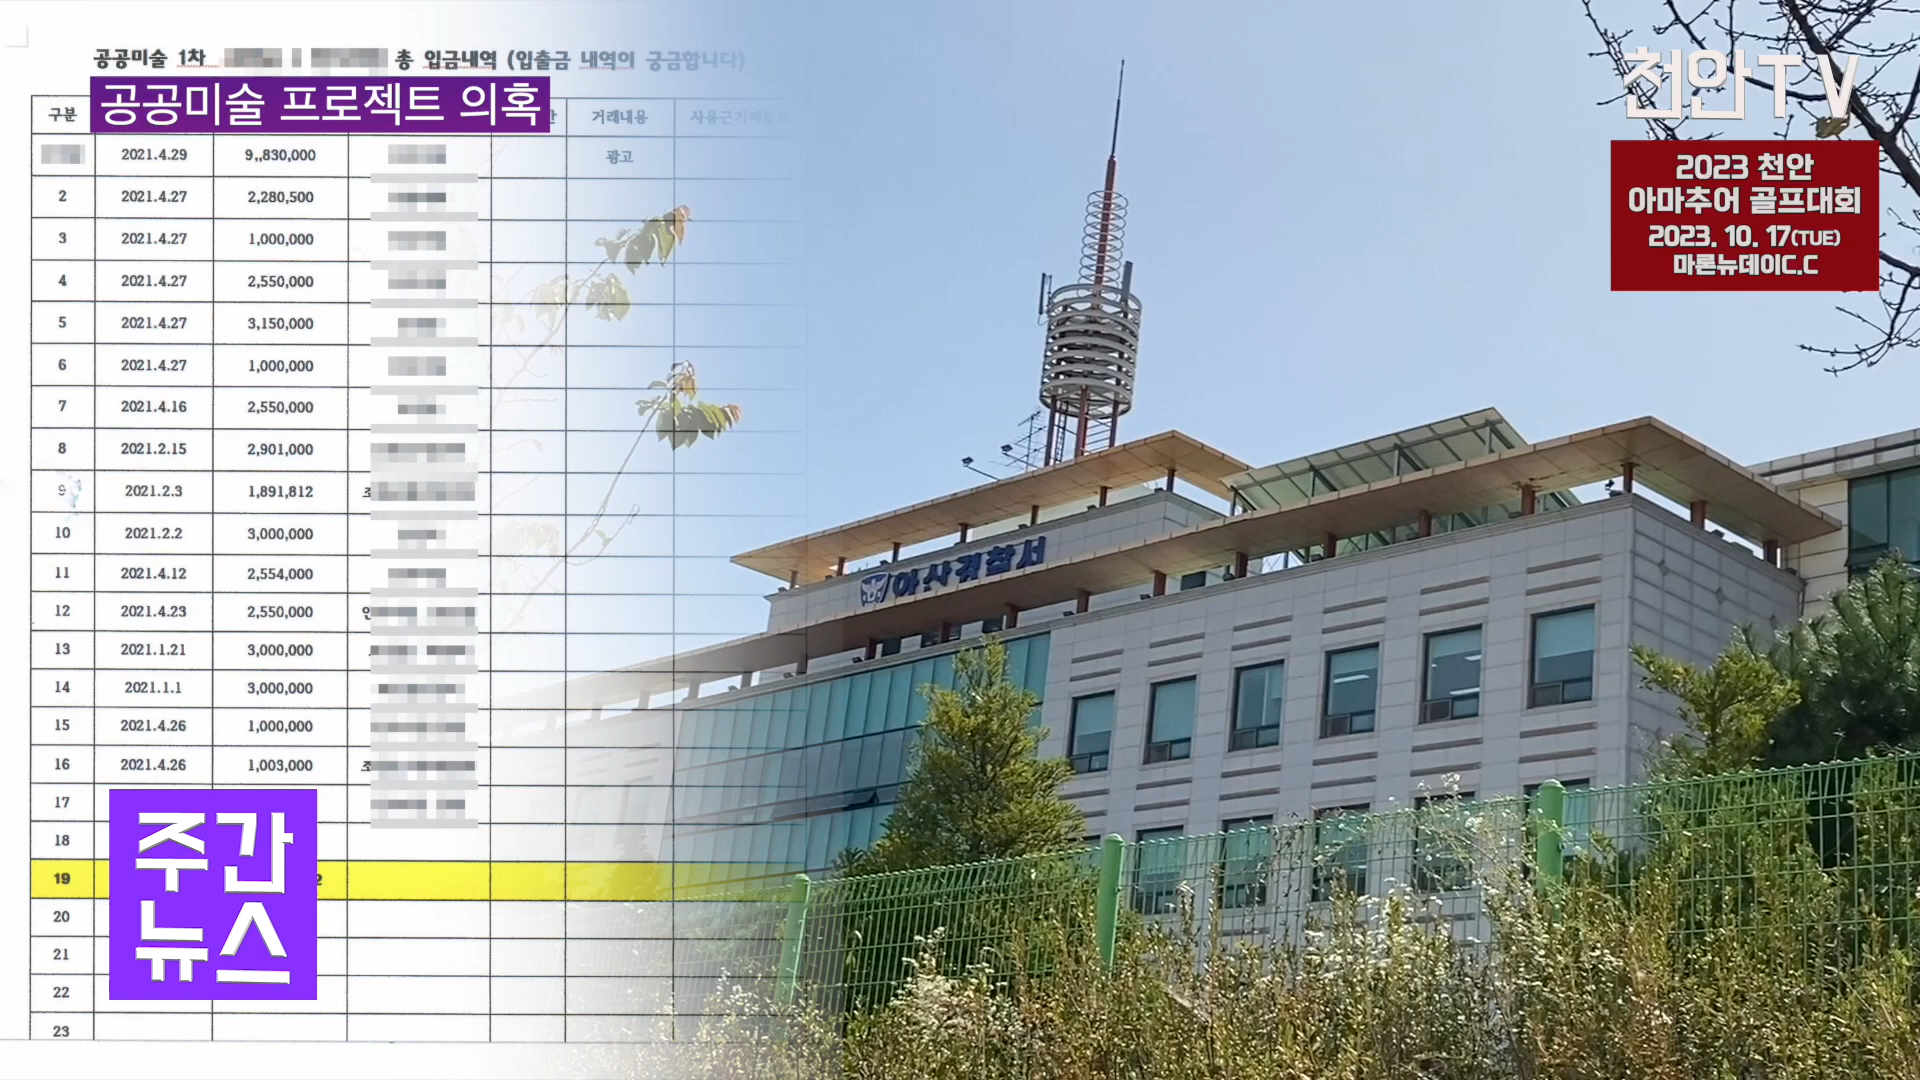 공공미술 1차
총 입금내역 (입출금 내역이 궁금합니다)
공공미술 프로젝트 의혹
구분
거래내용
2021.4.29 9,,830,000 광고
2 2021.4.27 2,280,500
3 2021.4.27 1,000,000
4 2021.4.27 2,550,000
5 2021.4.27 3,150,000
6 2021.4.27 1,000,000
7 2021.4.16 2,550,000
8 2021.2.15 2,901,000
9 2021.2.3 1,891,812
10 2021.2.2 3,000,000
11 2021.4.12 2,554,000
12 2021.4.23 2,550,000
13 2021.1.21 3,000,000
14 2021.1.1 3,000,000
15 2021.4.26 1,000,000
16 2021.4.26 1,003,000
17
18
19
20
21
22
23
주간
뉴스
아산경찰서
천안TV
2023 천안
아마추어 골프대회
2023. 10. 17(TUE)
마론뉴데이C.C